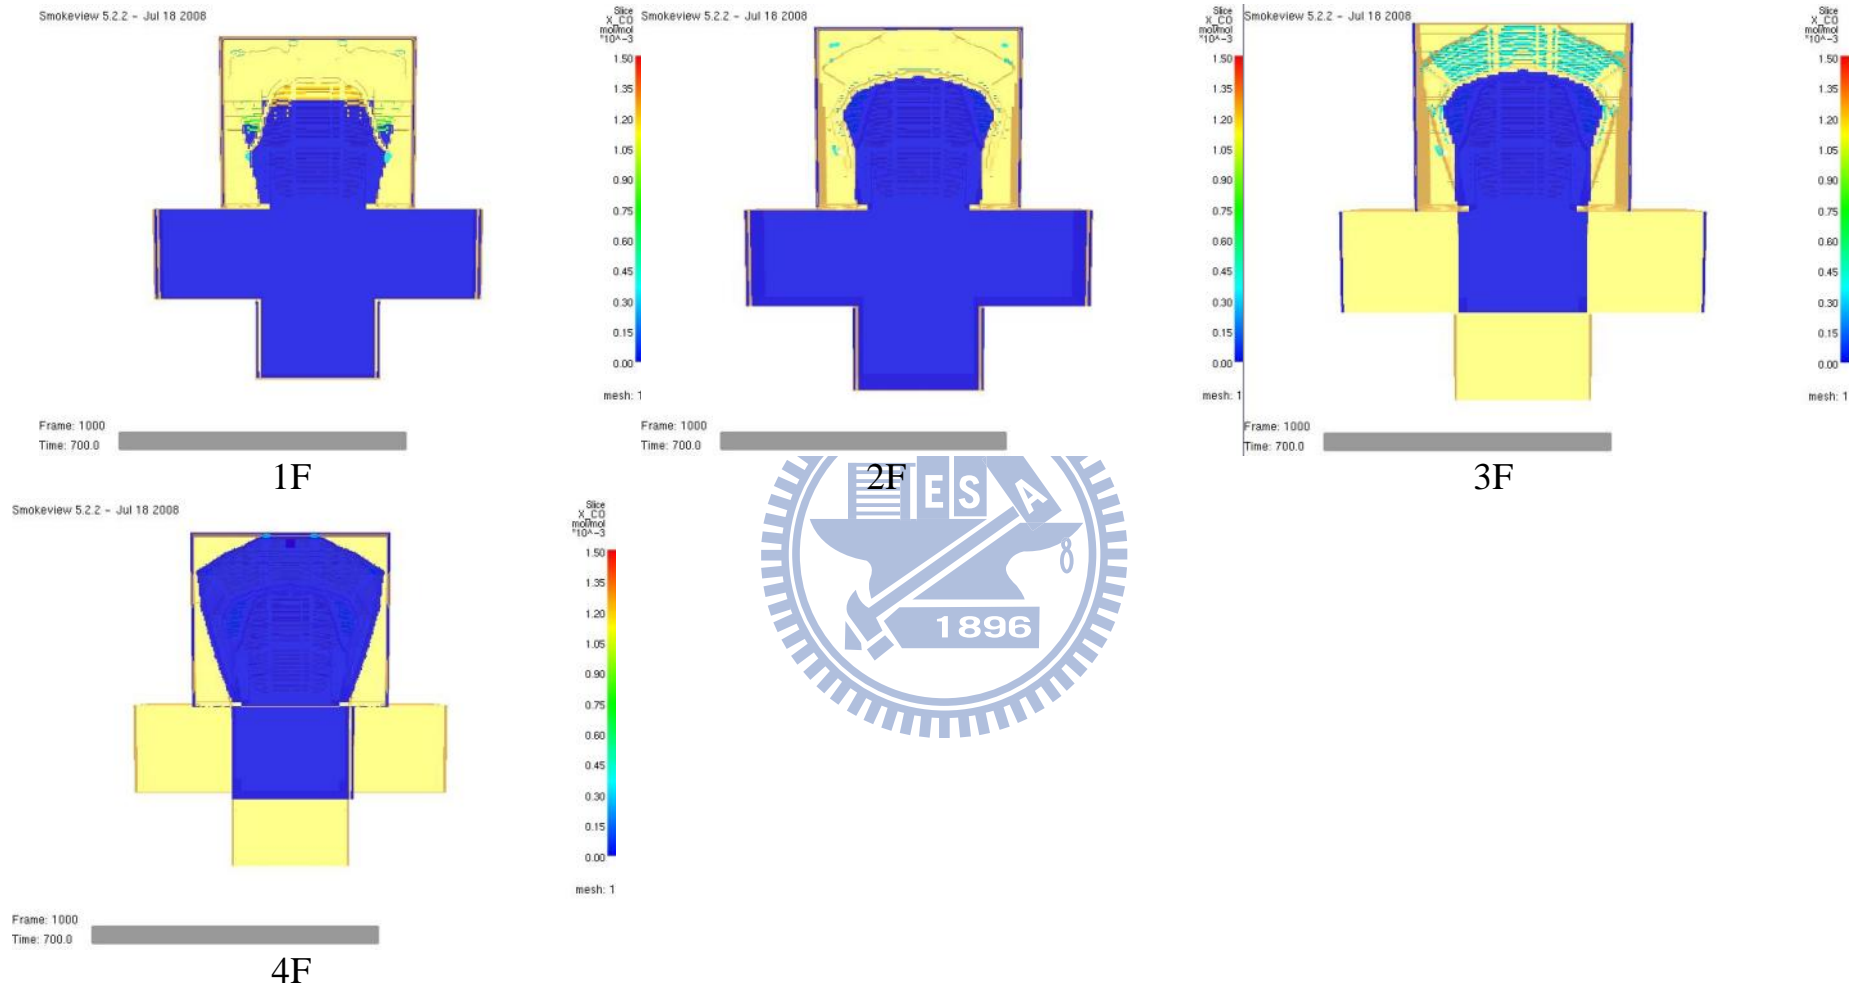 Smokeview 5.2.2 - Jul 18 2008
Slice
X_CO
mol/mol
*10^-3
1.50
1.35
1.20
1.05
0.90
0.75
0.60
0.45
0.30
0.15
0.00
mesh: 1
Frame: 1000
Time: 700.0
1F
Smokeview 5.2.2 - Jul 18 2008
Slice
X_CO
mol/mol
*10^-3
1.50
1.35
1.20
1.05
0.90
0.75
0.60
0.45
0.30
0.15
0.00
mesh: 1
Frame: 1000
Time: 700.0
2F
Smokeview 5.2.2 - Jul 18 2008
Slice
X_CO
mol/mol
*10^-3
1.50
1.35
1.20
1.05
0.90
0.75
0.60
0.45
0.30
0.15
0.00
mesh: 1
Frame: 1000
Time: 700.0
3F
ESA
1896
Smokeview 5.2.2 - Jul 18 2008
Slice
X_CO
mol/mol
*10^-3
1.50
1.35
1.20
1.05
0.90
0.75
0.60
0.45
0.30
0.15
0.00
mesh: 1
Frame: 1000
Time: 700.0
4F